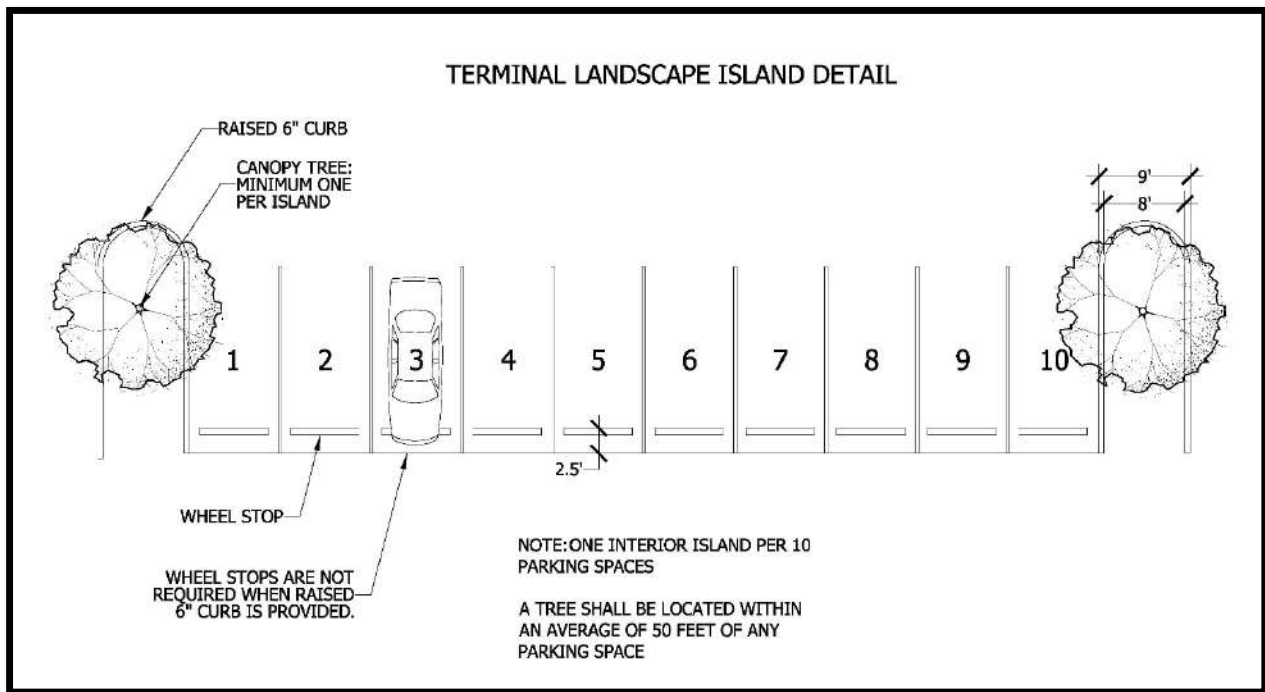 TERMINAL LANDSCAPE ISLAND DETAIL
RAISED 6" CURB
CANOPY TREE:
MINIMUM ONE
PER ISLAND
9'
8'
1
2
3
4
5
6
7
8
9
10
2.5'
WHEEL STOP
WHEEL STOPS ARE NOT
REQUIRED WHEN RAISED
6" CURB IS PROVIDED.
NOTE: ONE INTERIOR ISLAND PER 10
PARKING SPACES
A TREE SHALL BE LOCATED WITHIN
AN AVERAGE OF 50 FEET OF ANY
PARKING SPACE